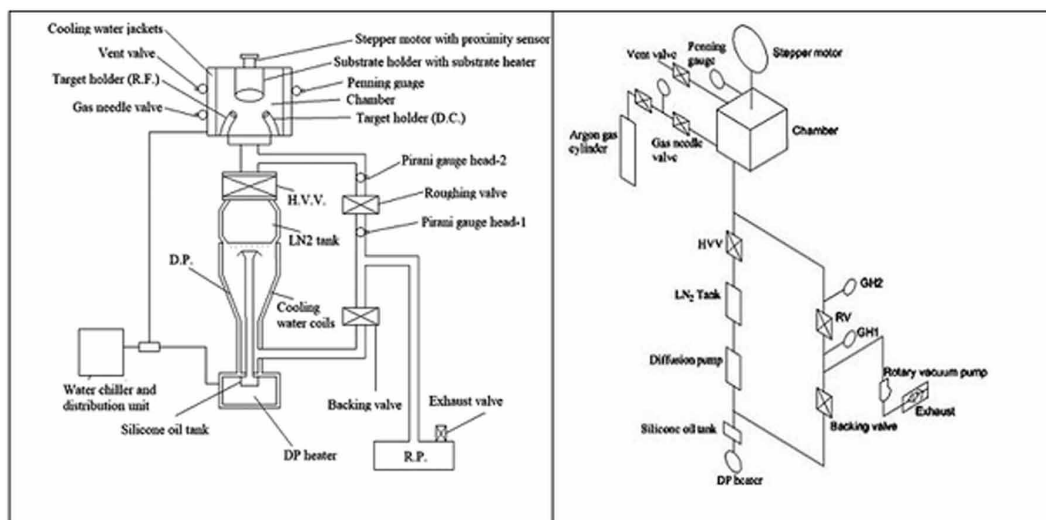 Cooling water jackets
Vent valve
Target holder (R.F.)
Gas needle valve
Stepper motor with proximity sensor
Substrate holder with substrate heater
Penning guage
Chamber
Target holder (D.C.)
Pirani gauge head-2
Roughing valve
H.V.V.
Pirani gauge head-1
LN2 tank
D.P.
Cooling
water coils
Water chiller and
distribution unit
Silicone oil tank
Backing valve
Exhaust valve
DP heater
R.P.
Vent valve
Penning
gauge
Stepper motor
Argon gas
cylinder
Gas needle
valve
Chamber
HVV
GH2
LN2 Tank
RV
GH1
Diffusion pump
Rotary vacuum pump
Exhaust
Backing valve
Silicone oil tank
DP heater